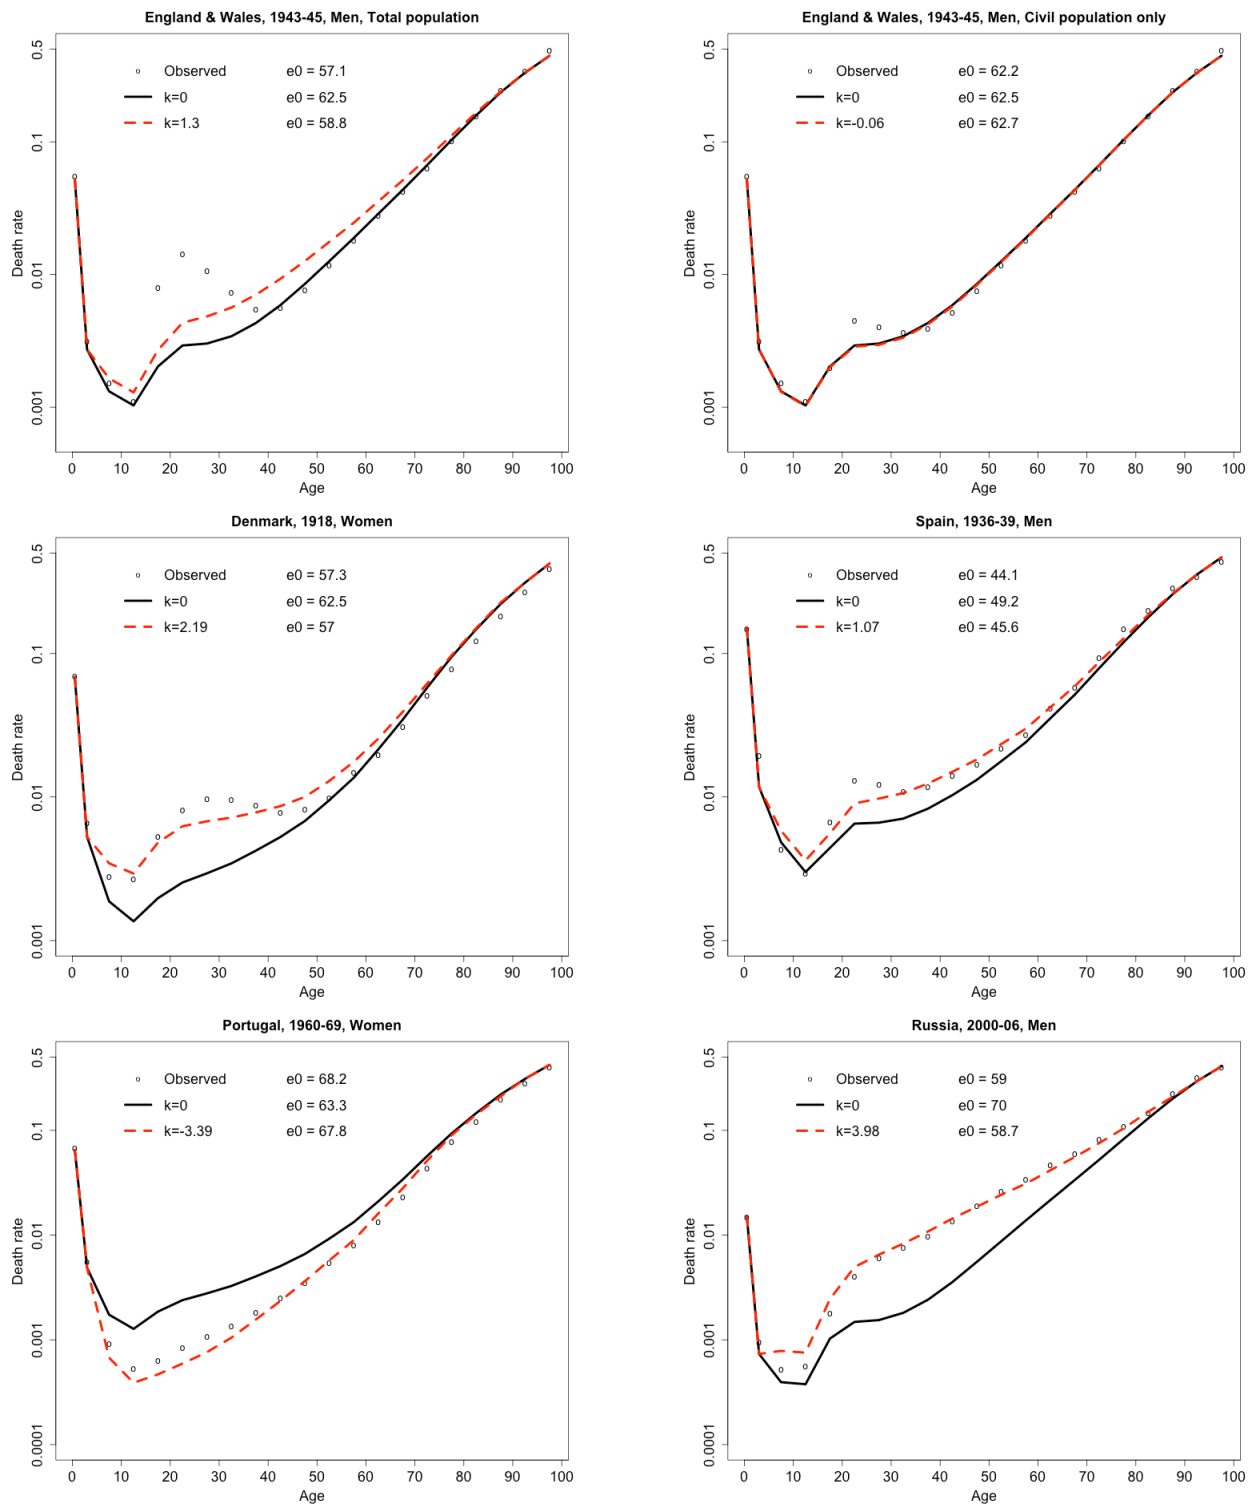 England & Wales, 1943-45, Men, Total population
0.5
0.1
0.01
0.001
Death rate
Observed e0 = 57.1
k=0 e0 = 62.5
k=1.3 e0 = 58.8
0 10 20 30 40 50 60 70 80 90 100
Age
England & Wales, 1943-45, Men, Civil population only
0.5
0.1
0.01
0.001
Death rate
Observed e0 = 62.2
k=0 e0 = 62.5
k=-0.06 e0 = 62.7
0 10 20 30 40 50 60 70 80 90 100
Age
Denmark, 1918, Women
0.5
0.1
0.01
0.001
Death rate
Observed e0 = 57.3
k=0 e0 = 62.5
k=2.19 e0 = 57
0 10 20 30 40 50 60 70 80 90 100
Age
Spain, 1936-39, Men
0.5
0.1
0.01
0.001
Death rate
Observed e0 = 44.1
k=0 e0 = 49.2
k=1.07 e0 = 45.6
0 10 20 30 40 50 60 70 80 90 100
Age
Portugal, 1960-69, Women
0.5
0.1
0.01
0.001
0.0001
Death rate
Observed e0 = 68.2
k=0 e0 = 63.3
k=-3.39 e0 = 67.8
0 10 20 30 40 50 60 70 80 90 100
Age
Russia, 2000-06, Men
0.5
0.1
0.01
0.001
0.0001
Death rate
Observed e0 = 59
k=0 e0 = 70
k=3.98 e0 = 58.7
0 10 20 30 40 50 60 70 80 90 100
Age